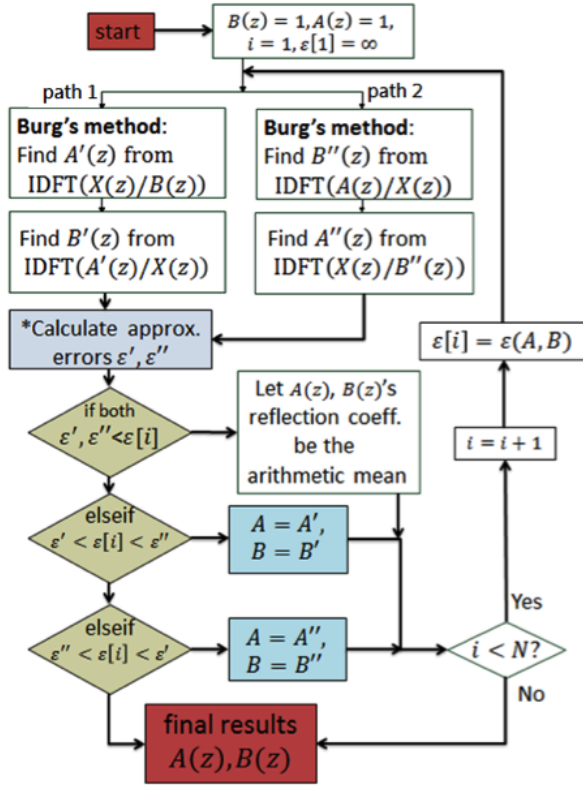 start
B(z) = 1,A(z) = 1,
i = 1,ε[1] = ∞
path 1
path 2
Burg's method:
Find A′(z) from
IDFT(X(z)/B(z))
Burg's method:
Find B′′(z) from
IDFT(A(z)/X(z))
Find B′(z) from
IDFT(A′(z)/X(z))
Find A′′(z) from
IDFT(X(z)/B′′(z))
*Calculate approx.
errors ε′, ε′′
ε[i] = ε(A, B)
if both
ε′, ε′′<ε[i]
Let A(z), B(z)'s
reflection coeff.
be the
arithmetic mean
i = i + 1
elseif
ε′ < ε[i] < ε′′
A = A′,
B = B′
elseif
ε′′ < ε[i] < ε′
A = A′′,
B = B′′
Yes
i < N?
No
final results
A(z),B(z)